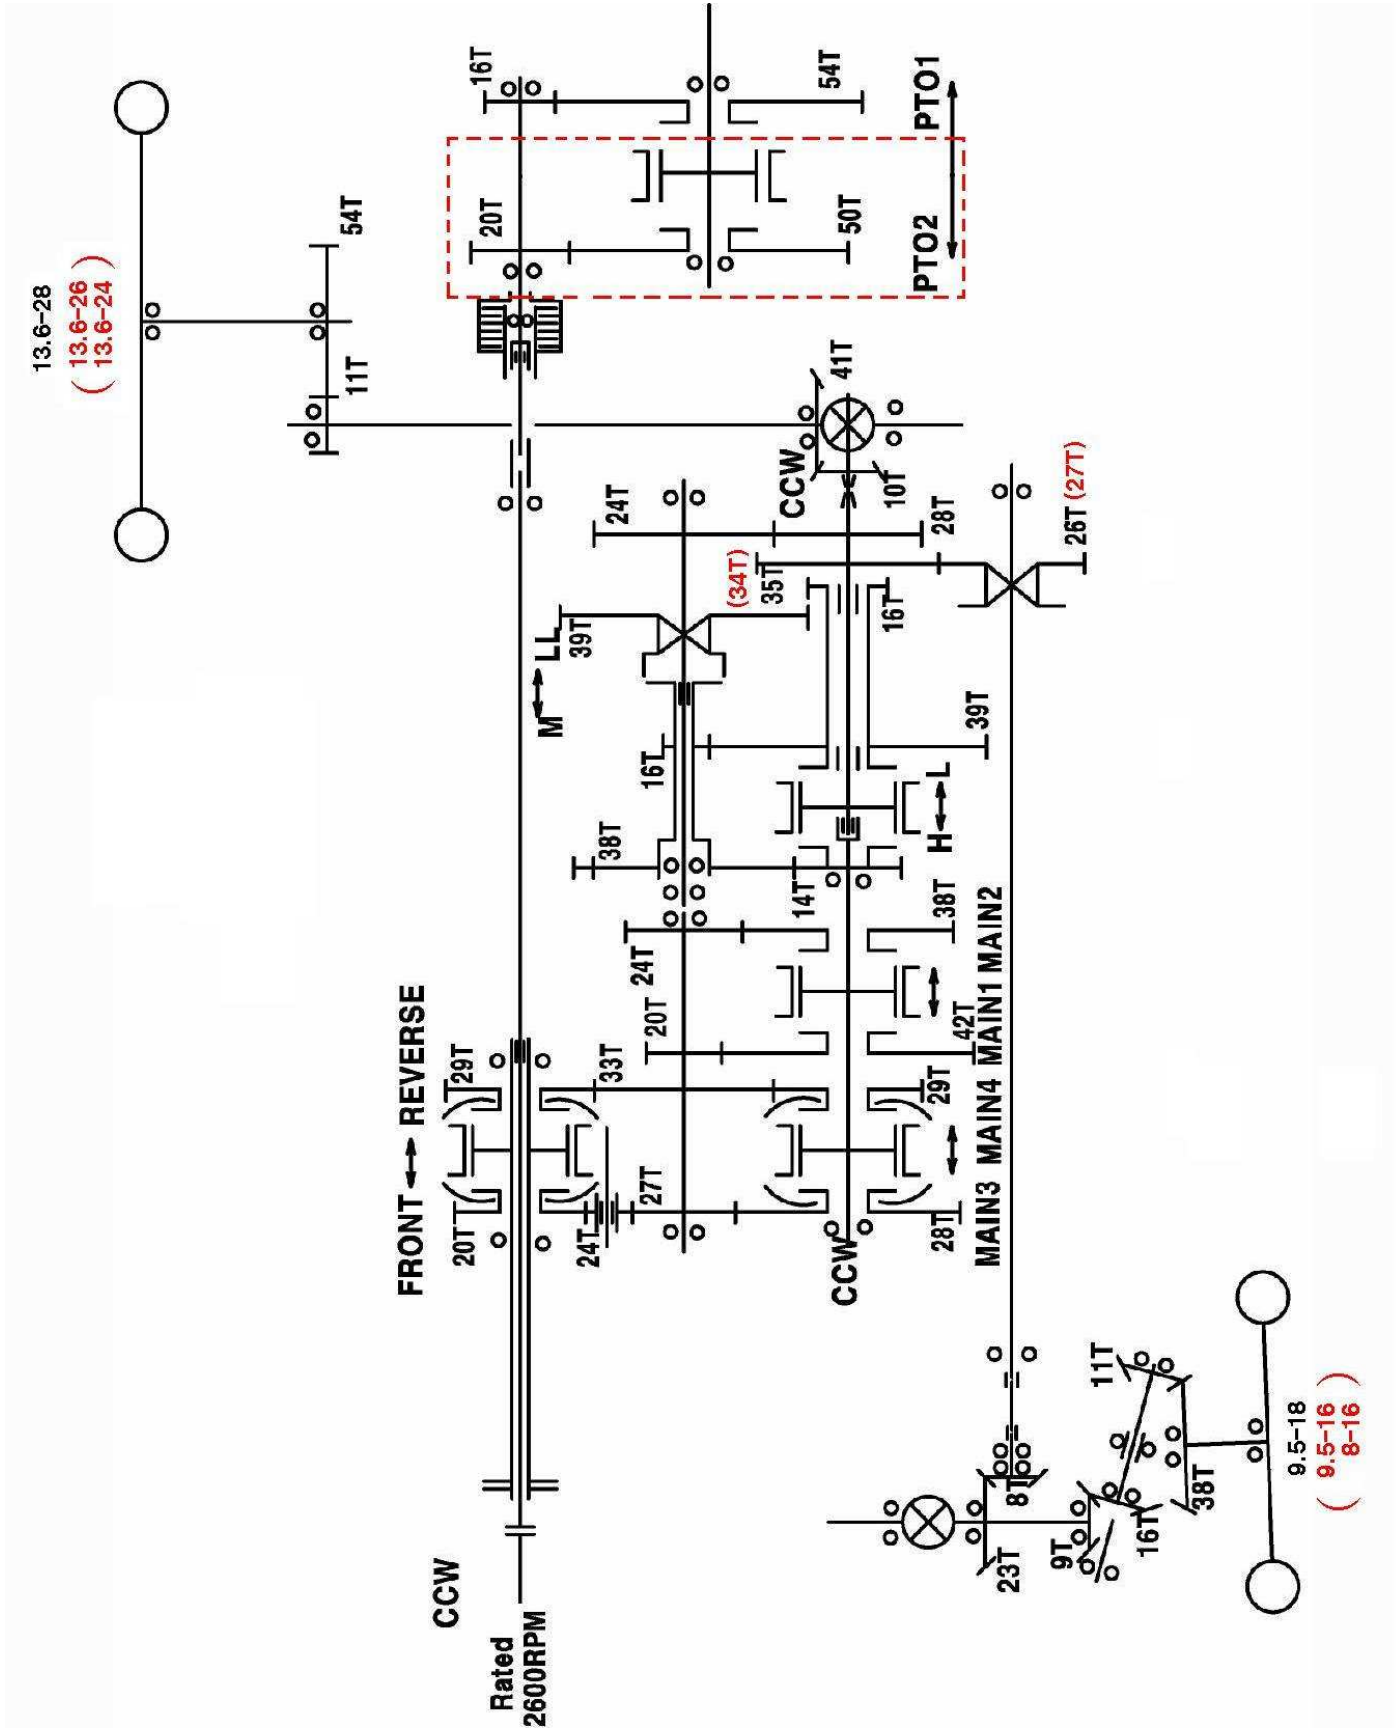 13.6-28
( 13.6-26
13.6-24 )
54T
11T
16T
54T
PTO1
20T
50T
PTO2
41T
CCW
10T
24T
28T
26T (27T)
(34T)
35T
16T
LL
39T
M
16T
39T
L
H
38T
14T
38T
24T
20T
42T
FRONT ↔ REVERSE
29T
33T
29T
20T
24T
27T
28T
CCW
MAIN3 MAIN4 MAIN1 MAIN2
CCW
Rated
2600RPM
11T
8T
23T
9T
16T
38T
9.5-18
( 9.5-16
8-16 )